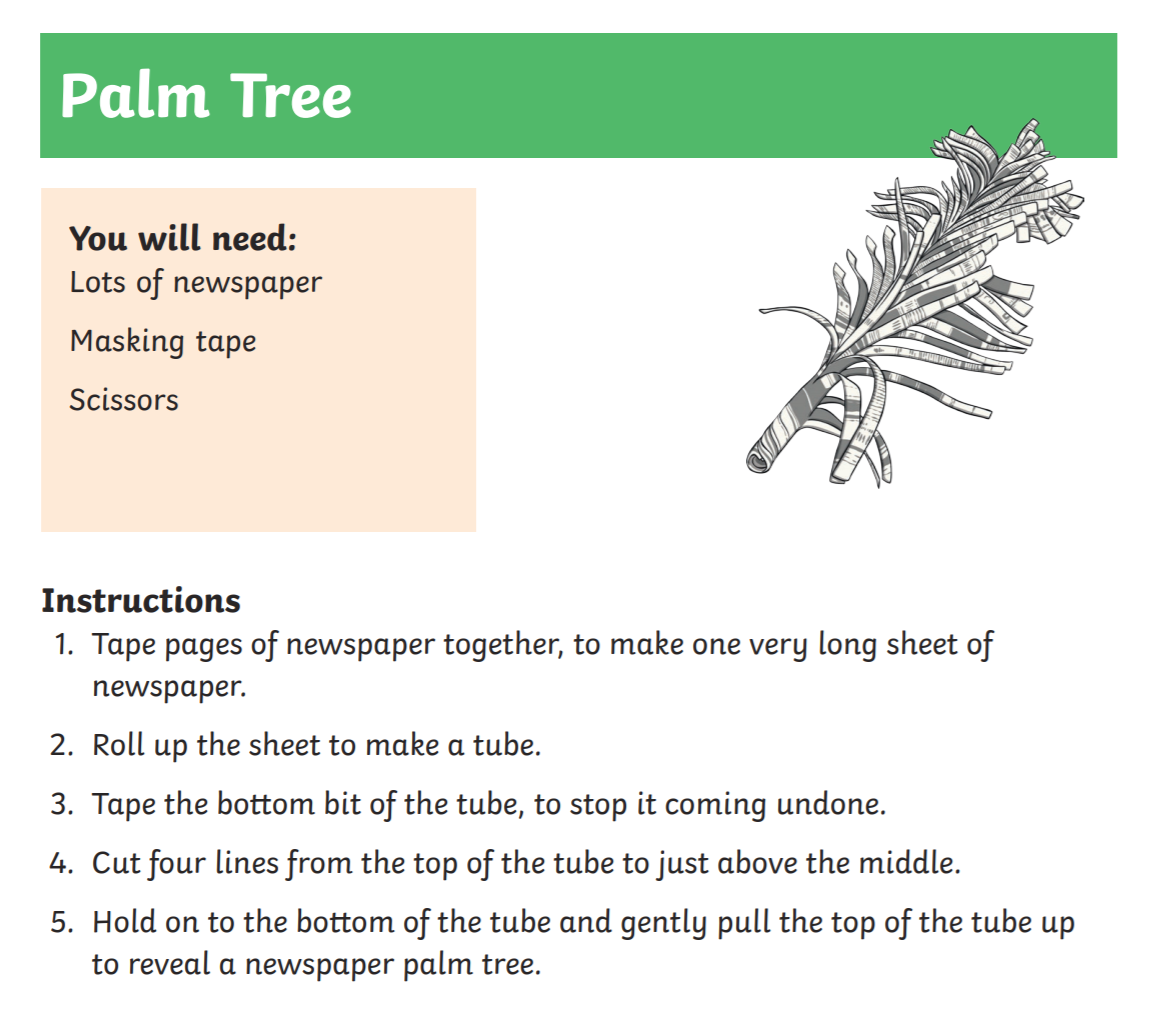 Palm Tree
You will need:
Lots of newspaper
Masking tape
Scissors
Instructions
1. Tape pages of newspaper together, to make one very long sheet of
newspaper.
2. Roll up the sheet to make a tube.
3. Tape the bottom bit of the tube, to stop it coming undone.
4. Cut four lines from the top of the tube to just above the middle.
5. Hold on to the bottom of the tube and gently pull the top of the tube up
to reveal a newspaper palm tree.